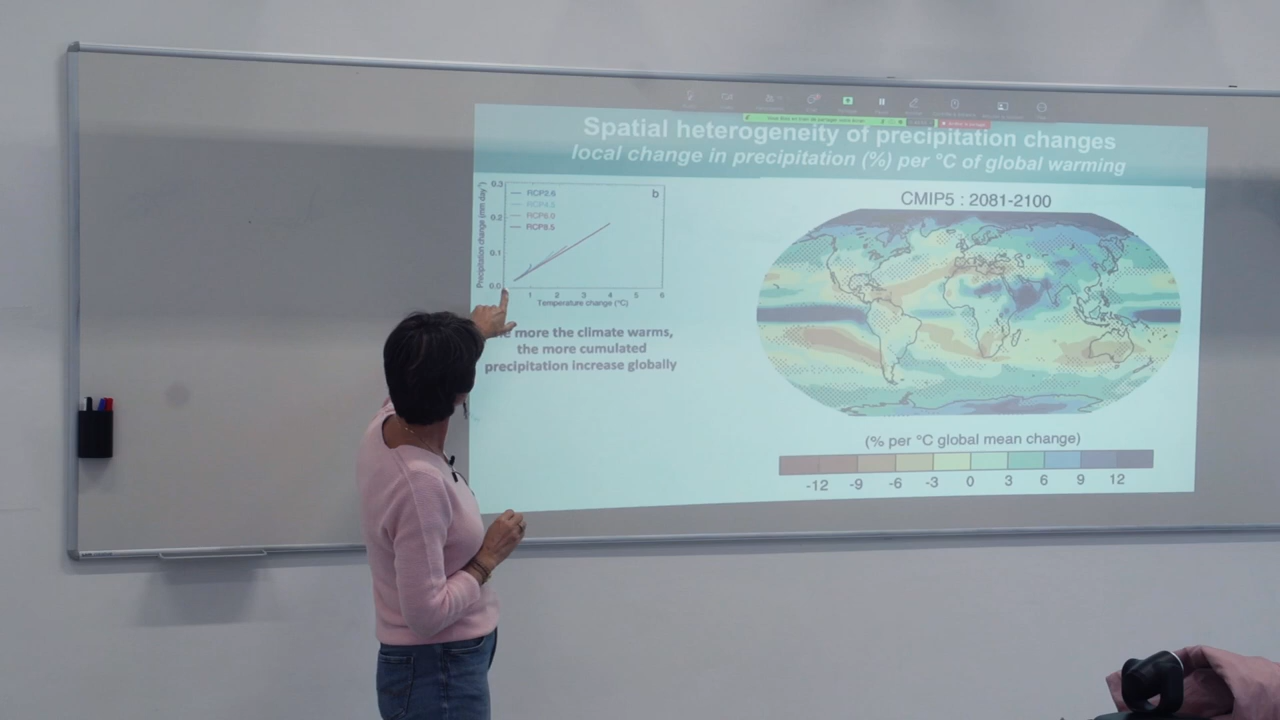 Spatial heterogeneity of precipitation changes
local change in precipitation (%) per °C of global warming
Precipitation change (mm day⁻¹)
0.3
0.2
0.1
0.0
RCP2.6
RCP4.5
RCP6.0
RCP8.5
b
1 2 3 4 5 6
Temperature change (°C)
more the climate warms,
the more cumulated
precipitation increase globally
CMIP5 : 2081-2100
(% per °C global mean change)
-12 -9 -6 -3 0 3 6 9 12